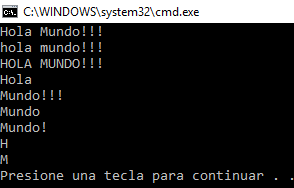 C:\WINDOWS\system32\cmd.exe
Hola Mundo!!!
hola mundo!!!
HOLA MUNDO!!!
Hola
Mundo!!!
Mundo
Mundo!
H
M
Presione una tecla para continuar . .